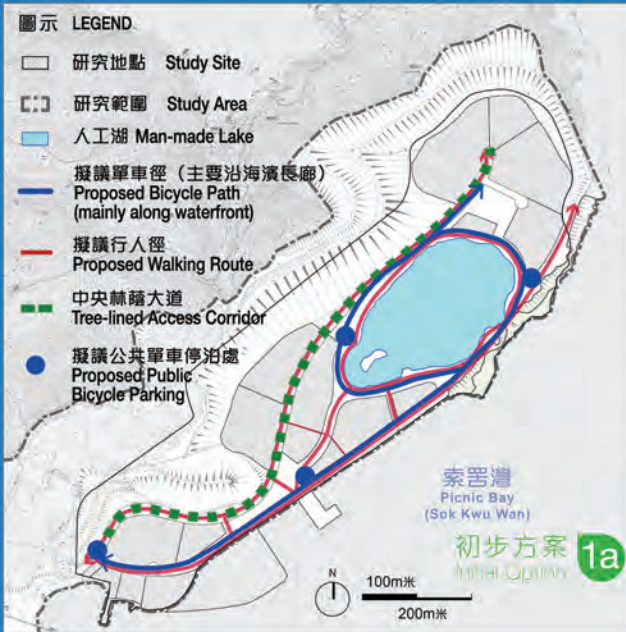 圖示 LEGEND
研究地點 Study Site
研究範圍 Study Area
人工湖 Man-made Lake
擬議單車徑（主要沿海濱長廊）
Proposed Bicycle Path
(mainly along waterfront)
擬議行人徑
Proposed Walking Route
中央林蔭大道
Tree-lined Access Corridor
擬議公共單車停泊處
Proposed Public
Bicycle Parking
索罟灣
Picnic Bay
(Sok Kwu Wan)
初步方案 1a
Initial Option
N
100m米
200m米